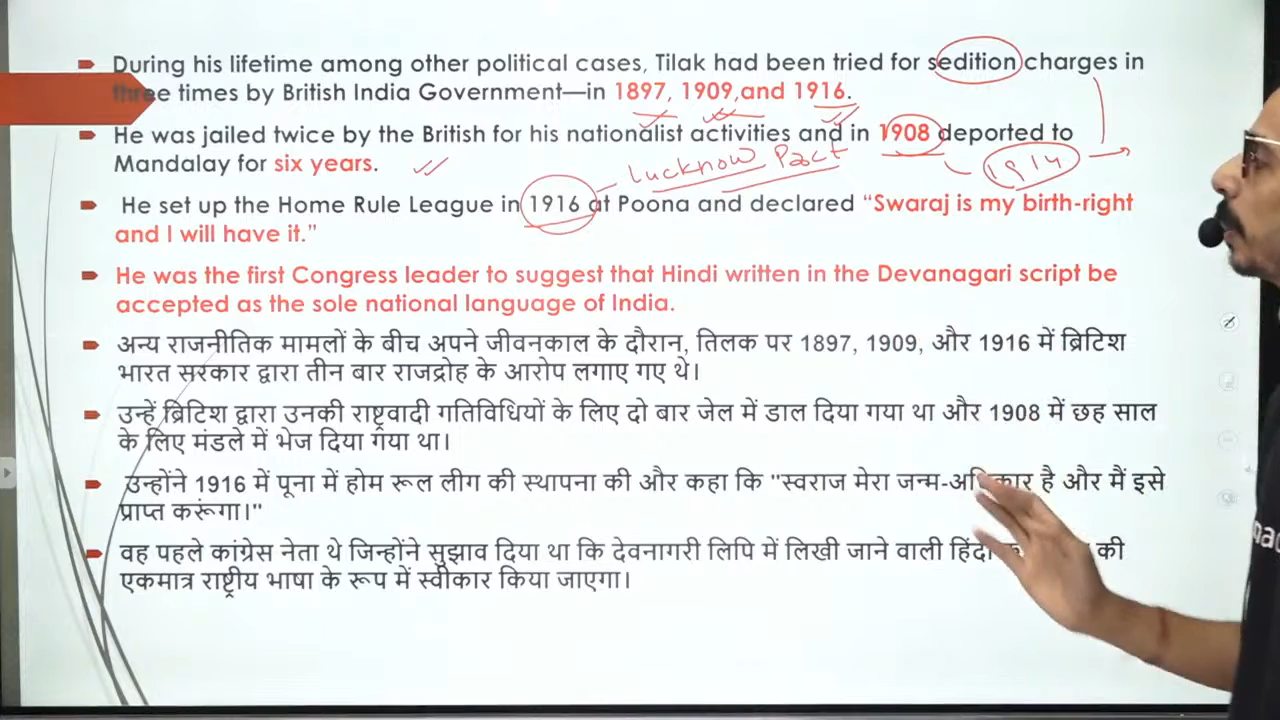 During his lifetime among other political cases, Tilak had been tried for sedition charges in
three times by British India Government—in 1897, 1909,and 1916.
He was jailed twice by the British for his nationalist activities and in 1908 deported to
Mandalay for six years.
lucknow Pact
1914
He set up the Home Rule League in 1916 at Poona and declared “Swaraj is my birth-right
and I will have it.”
He was the first Congress leader to suggest that Hindi written in the Devanagari script be
accepted as the sole national language of India.
अन्य राजनीतिक मामलों के बीच अपने जीवनकाल के दौरान, तिलक पर 1897, 1909, और 1916 में ब्रिटिश
भारत सरकार द्वारा तीन बार राजद्रोह के आरोप लगाए गए थे।
उन्हें ब्रिटिश द्वारा उनकी राष्ट्रवादी गतिविधियों के लिए दो बार जेल में डाल दिया गया था और 1908 में छह साल
के लिए मंडले में भेज दिया गया था।
उन्होंने 1916 में पूना में होम रूल लीग की स्थापना की और कहा कि "स्वराज मेरा जन्म-अधिकार है और मैं इसे
प्राप्त करूंगा।"
वह पहले कांग्रेस नेता थे जिन्होंने सुझाव दिया था कि देवनागरी लिपि में लिखी जाने वाली हिंदी की
एकमात्र राष्ट्रीय भाषा के रूप में स्वीकार किया जाएगा।